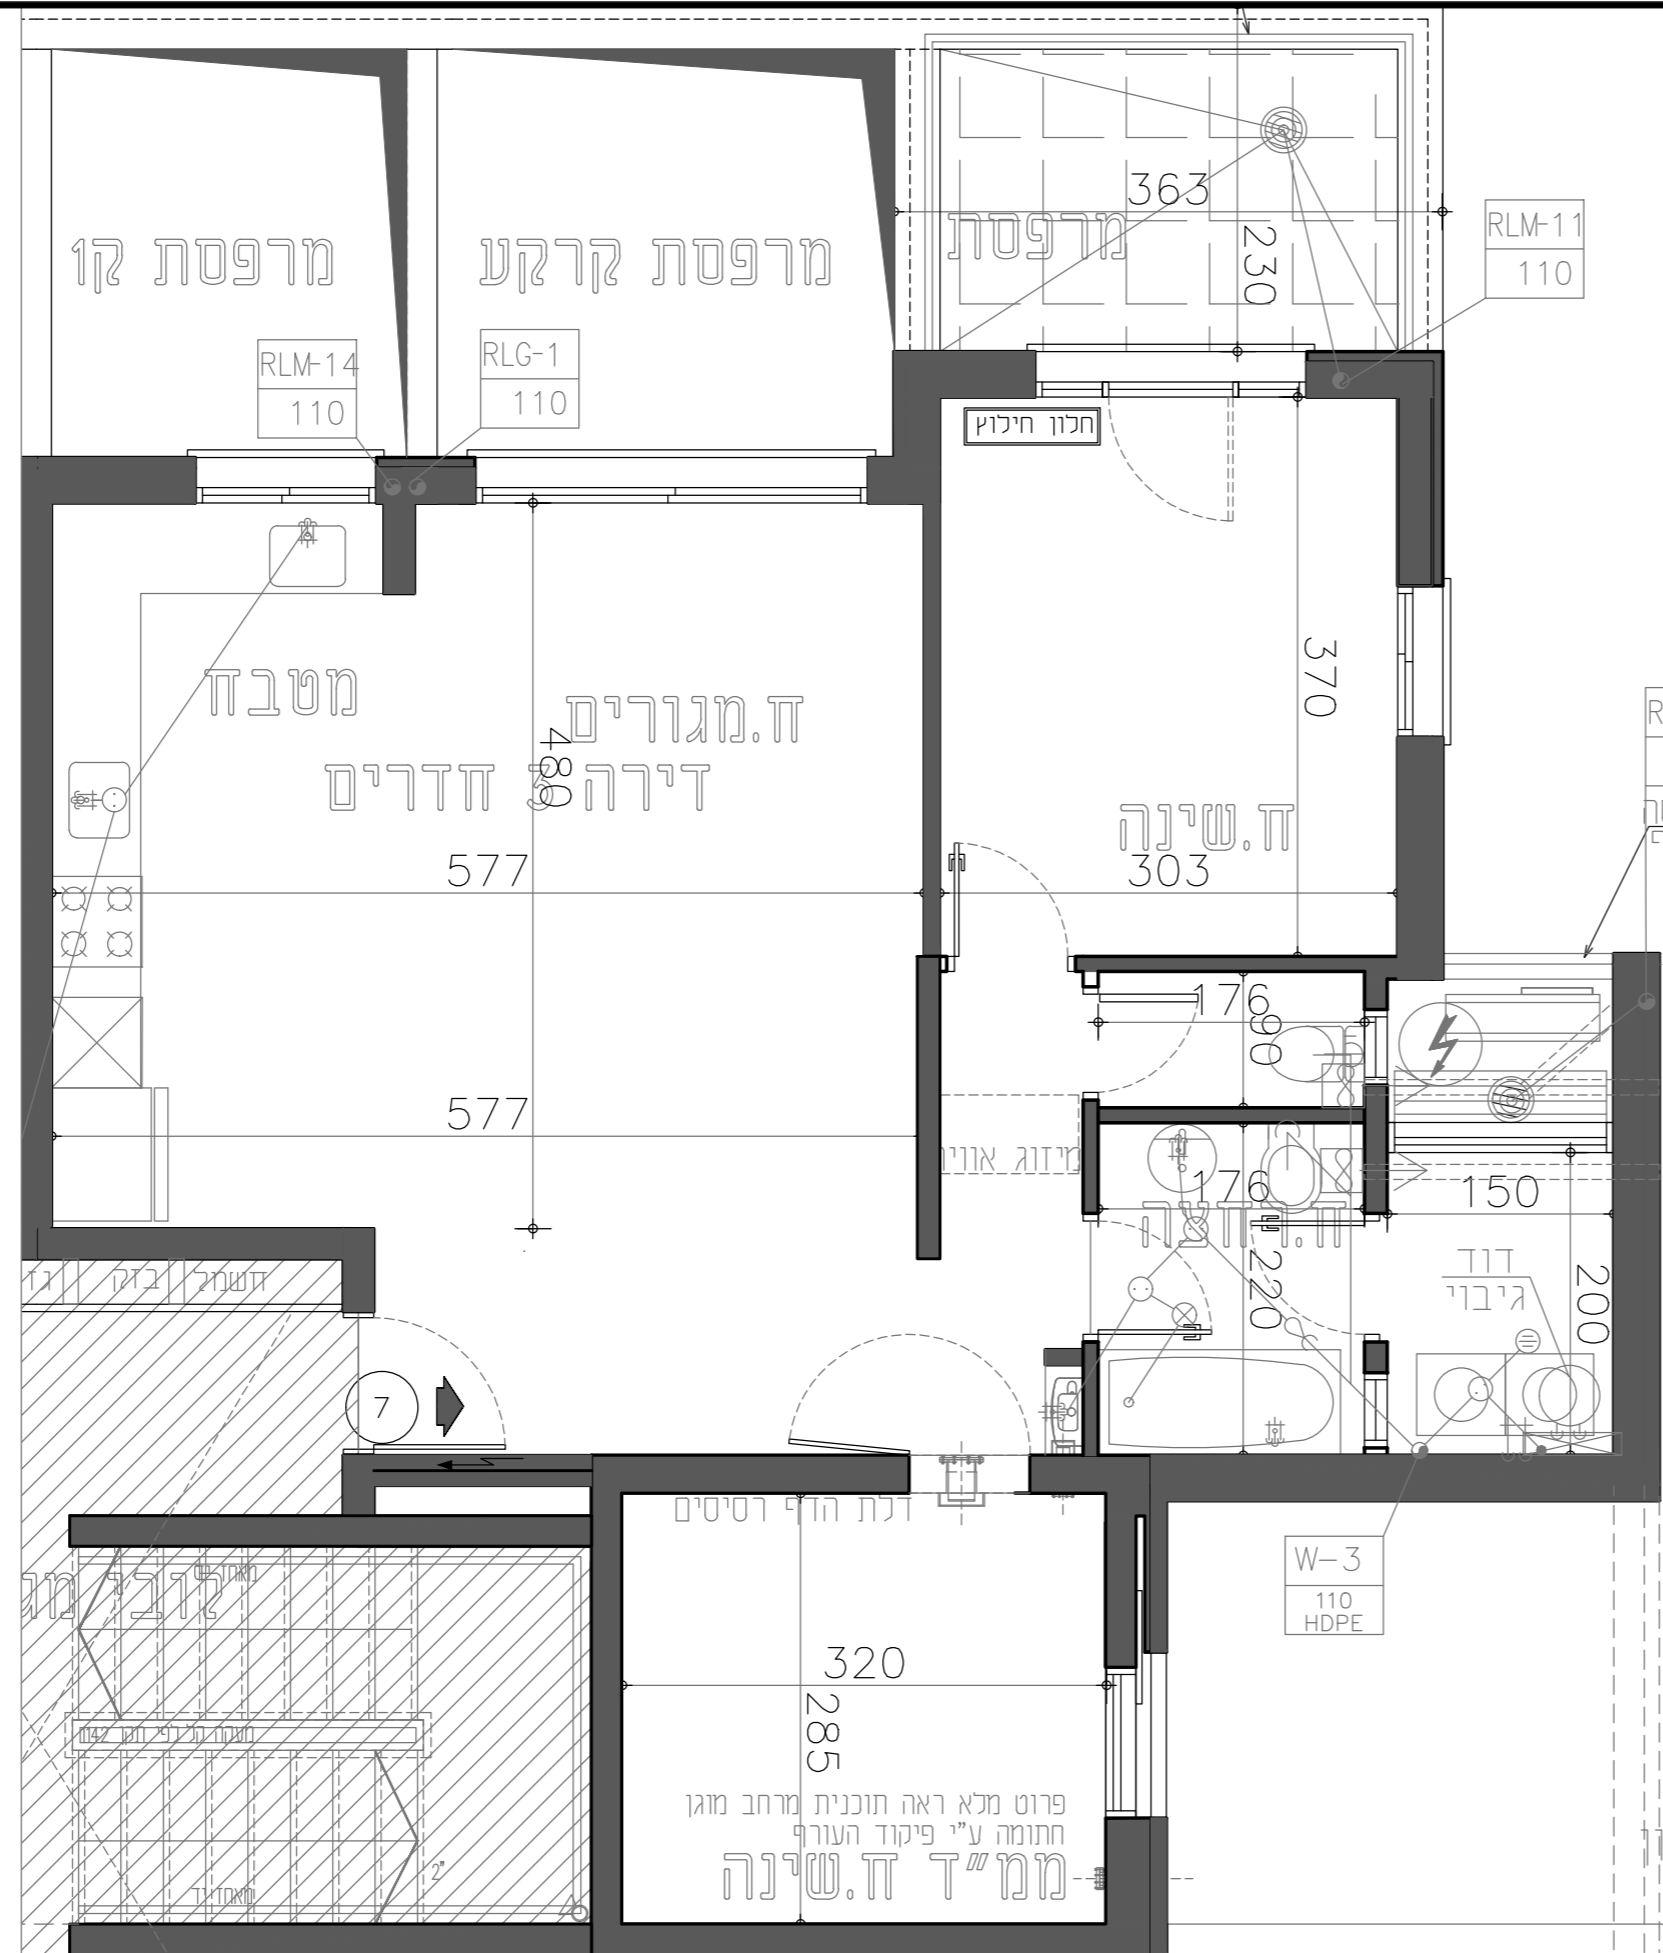 363
מרפסת
230
RLM-11
110
מרפסת קרקע
מרפסת קו
RLM-14
110
RLG-1
110
חלון חילוץ
370
מטבח
ח.מגורים
480
דירה 3 חדרים
ח.שינה
577
303
176
90
577
מיזוג אוויר
176
ח.רחצה
150
220
דוד
גיבוי
200
חשמל
בזק
גז
7
דלת הדף רסיסים
W-3
110
HDPE
320
285
פרוט מלא ראה תוכנית מרחב מוגן
חתומה ע"י פיקוד העורף
ממ"ד ח.שינה
2"